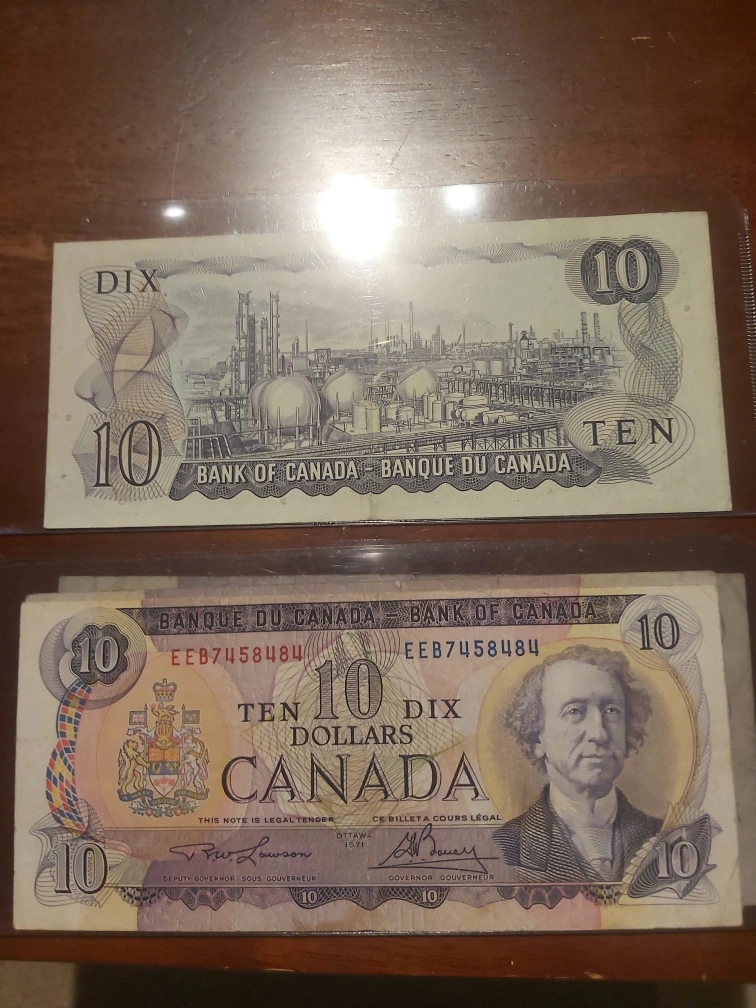 DIX 10
10 TEN
BANK OF CANADA - BANQUE DU CANADA
BANQUE DU CANADA - BANK OF CANADA
10 10
EEB7458484 EEB7458484
TEN 10 DIX
DOLLARS
CANADA
THIS NOTE IS LEGAL TENDER CE BILLET A COURS LÉGAL
OTTAWA
1971
R.W. Lawson G.K. Bouey
10 10
DEPUTY GOVERNOR SOUS-GOUVERNEUR GOVERNOR GOUVERNEUR
10 10